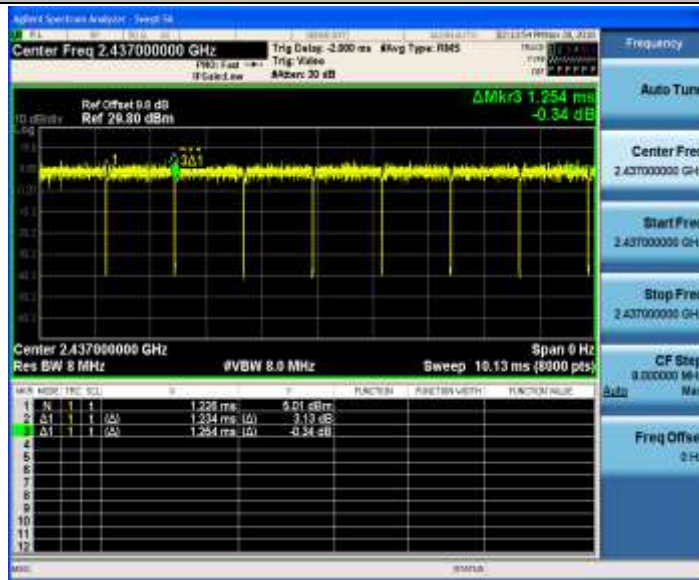 Agilent Spectrum Analyzer - Swept SA
Center Freq 2.437000000 GHz
PNO: Fast
IFGain:Low
Trig Delay: -2.000 ms
Trig: Video
#Atten: 30 dB
#Avg Type: RMS
Frequency
ΔMkr3 1.254 ms
-0.34 dB
Ref Offset 9.8 dB
10 dB/div Ref 29.80 dBm
Log
1
3Δ1
Auto Tune
Center Freq
2.437000000 GHz
Start Freq
2.437000000 GHz
Stop Freq
2.437000000 GHz
CF Step
8.000000 MHz
Auto
Freq Offset
0 Hz
Center 2.437000000 GHz
Span 0 Hz
Res BW 8 MHz
#VBW 8.0 MHz
Sweep 10.13 ms (8000 pts)
MKR MODE TRC SCL X Y FUNCTION FUNCTION WIDTH FUNCTION VALUE
1 N 1 t 1.226 ms 5.01 dBm
2 Δ1 1 t (Δ) 1.234 ms (Δ) 3.13 dB
3 Δ1 1 t (Δ) 1.254 ms (Δ) -0.34 dB
4
5
6
7
8
9
10
11
12
MSG
STATUS